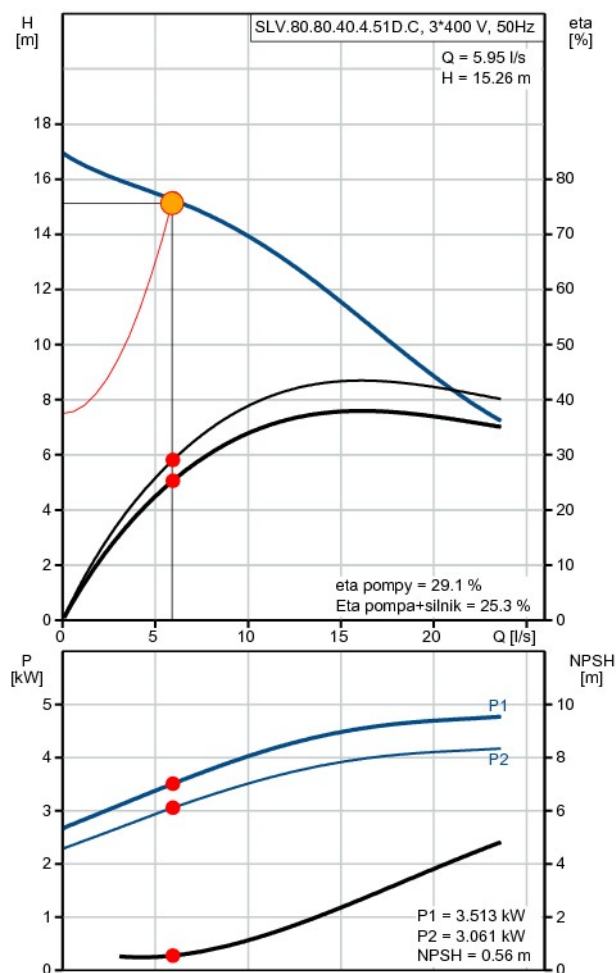 H
[m]
SLV.80.80.40.4.51D.C, 3*400 V, 50Hz
eta
[%]
Q = 5.95 l/s
H = 15.26 m
18
16
14
12
10
8
6
4
2
0
80
70
60
50
40
30
20
10
0
eta pompy = 29.1 %
Eta pompa+silnik = 25.3 %
0
5
10
15
20
Q [l/s]
P
[kW]
NPSH
[m]
5
4
3
2
1
0
10
8
6
4
2
0
P1
P2
P1 = 3.513 kW
P2 = 3.061 kW
NPSH = 0.56 m